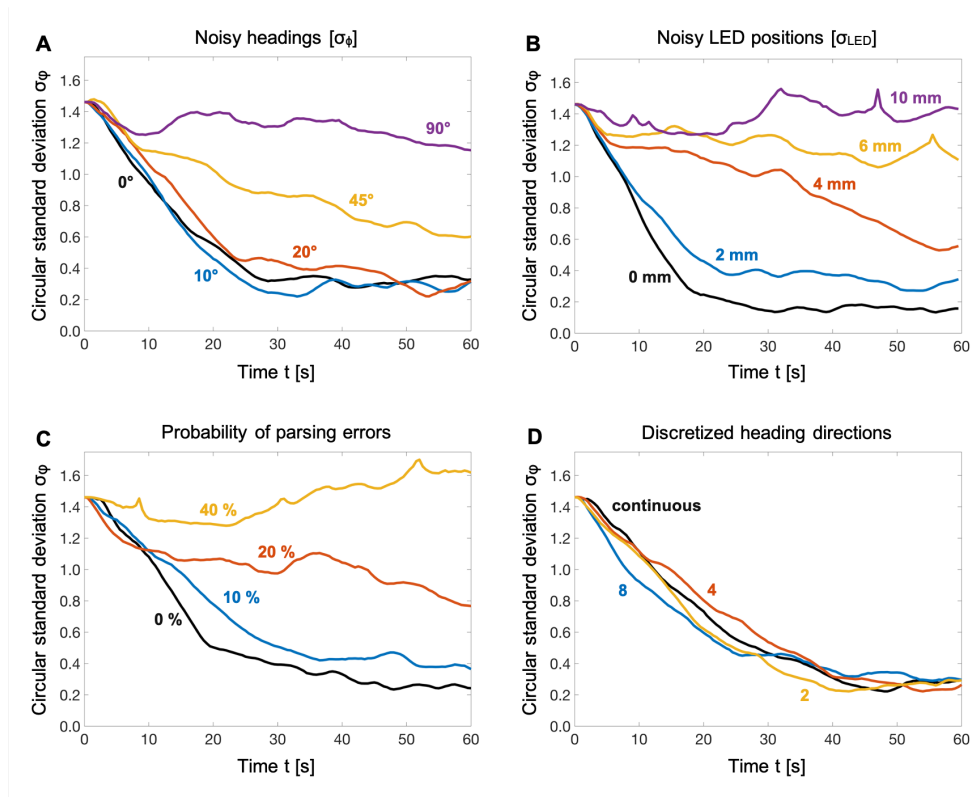 A
Noisy headings [σϕ]
Circular standard deviation σφ
1.6
1.4
1.2
1.0
0.8
0.6
0.4
0.2
0.0
90°
0°
45°
20°
10°
0 10 20 30 40 50 60
Time t [s]
B
Noisy LED positions [σLED]
Circular standard deviation σφ
1.6
1.4
1.2
1.0
0.8
0.6
0.4
0.2
0.0
10 mm
6 mm
4 mm
2 mm
0 mm
0 10 20 30 40 50 60
Time t [s]
C
Probability of parsing errors
Circular standard deviation σφ
1.6
1.4
1.2
1.0
0.8
0.6
0.4
0.2
0.0
40 %
20 %
10 %
0 %
0 10 20 30 40 50 60
Time t [s]
D
Discretized heading directions
Circular standard deviation σφ
1.6
1.4
1.2
1.0
0.8
0.6
0.4
0.2
0.0
continuous
8
4
2
0 10 20 30 40 50 60
Time t [s]